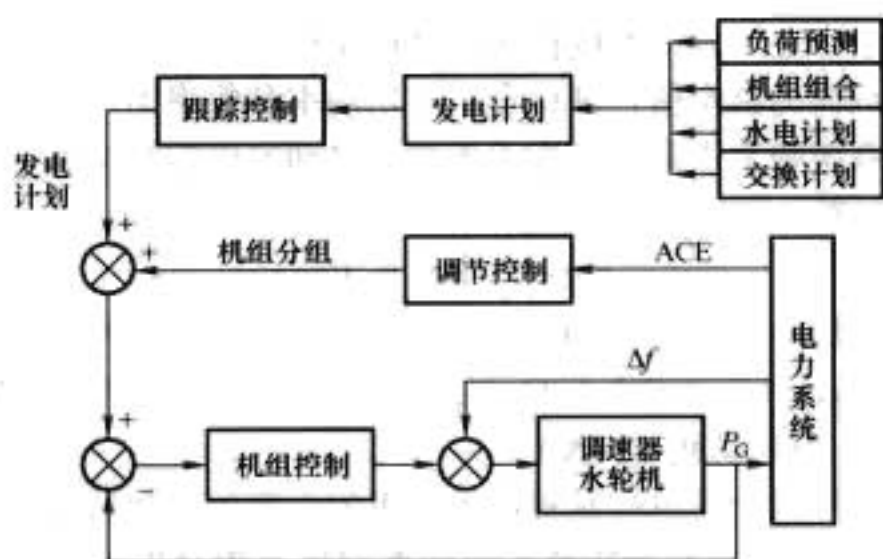 负荷预测
机组组合
水电计划
交换计划
发电计划
跟踪控制
发电
计划
+
+
机组分组
调节控制
ACE
电力系统
Δf
+
−
机组控制
调速器
水轮机
P_G